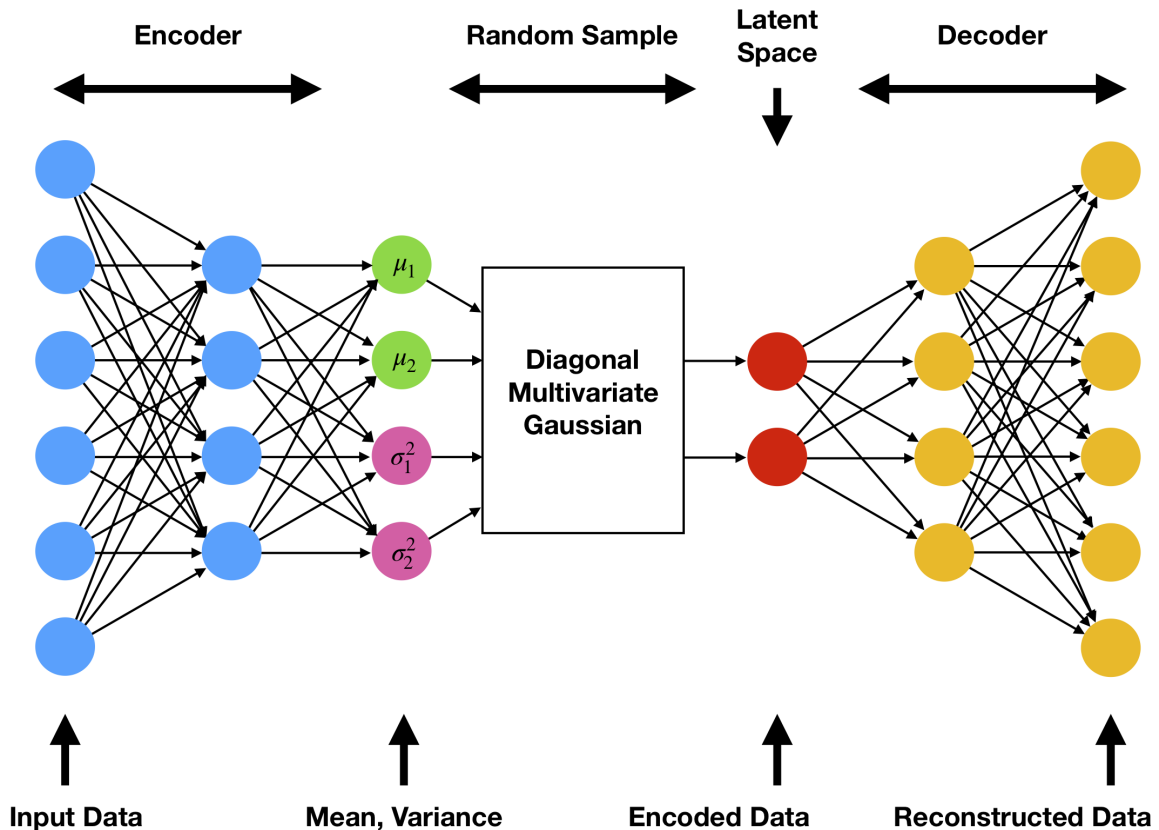 Encoder
Random Sample
Latent
Space
Decoder
μ₁
μ₂
σ₁²
σ₂²
Diagonal
Multivariate
Gaussian
Input Data
Mean, Variance
Encoded Data
Reconstructed Data